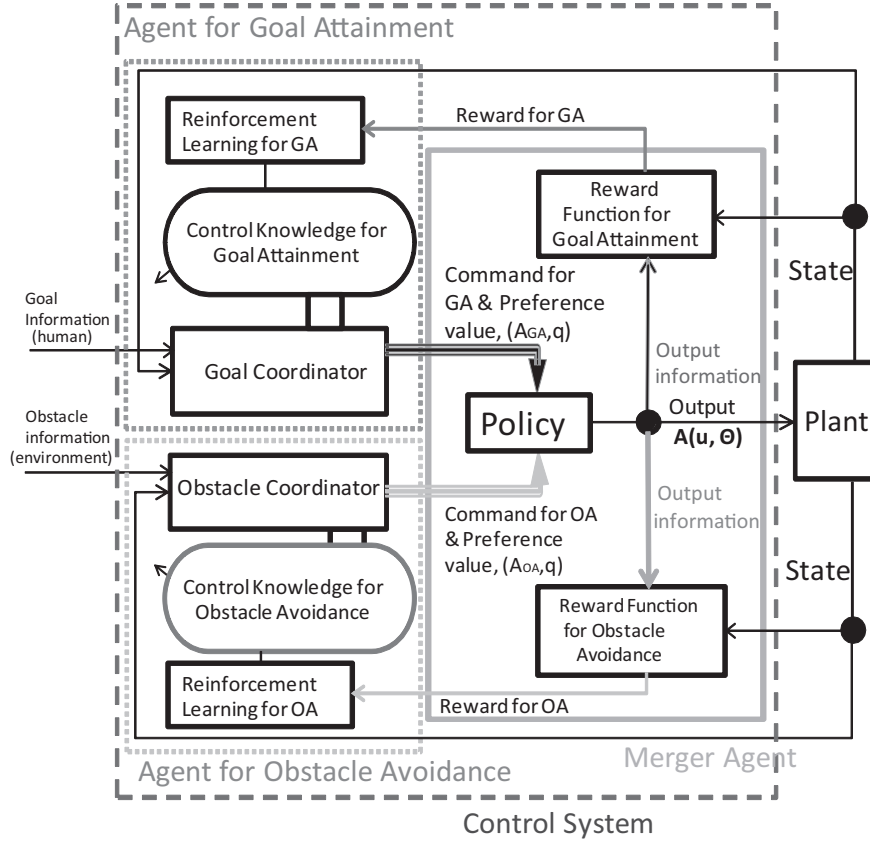 Agent for Goal Attainment
Reinforcement
Learning for GA
Reward for GA
Reward
Function for
Goal Attainment
Control Knowledge for
Goal Attainment
State
Command for
GA & Preference
value, (AGA,q)
Goal
Information
(human)
Goal Coordinator
Output
information
Obstacle
information
(environment)
Policy
Output
A(u, Θ)
Plant
Obstacle Coordinator
Command for OA
& Preference
value, (AOA,q)
Output
information
Control Knowledge for
Obstacle Avoidance
State
Reward Function
for Obstacle
Avoidance
Reinforcement
Learning for OA
Reward for OA
Merger Agent
Agent for Obstacle Avoidance
Control System